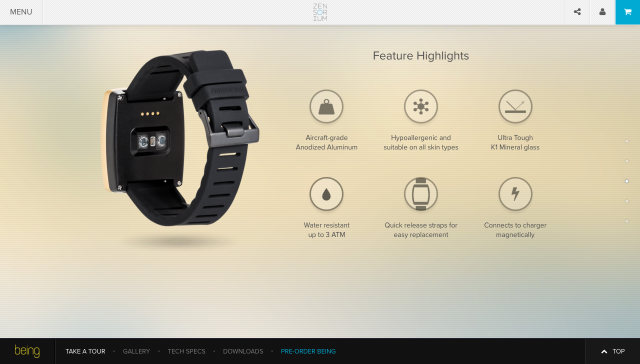 MENU
ZEN
SOR
IUM
Feature Highlights
Aircraft-grade
Anodized Aluminum
Hypoallergenic and
suitable on all skin types
Ultra Tough
K1 Mineral glass
Water resistant
up to 3 ATM
Quick release straps for
easy replacement
Connects to charger
magnetically
being
TAKE A TOUR
GALLERY
TECH SPECS
DOWNLOADS
PRE-ORDER BEING
TOP